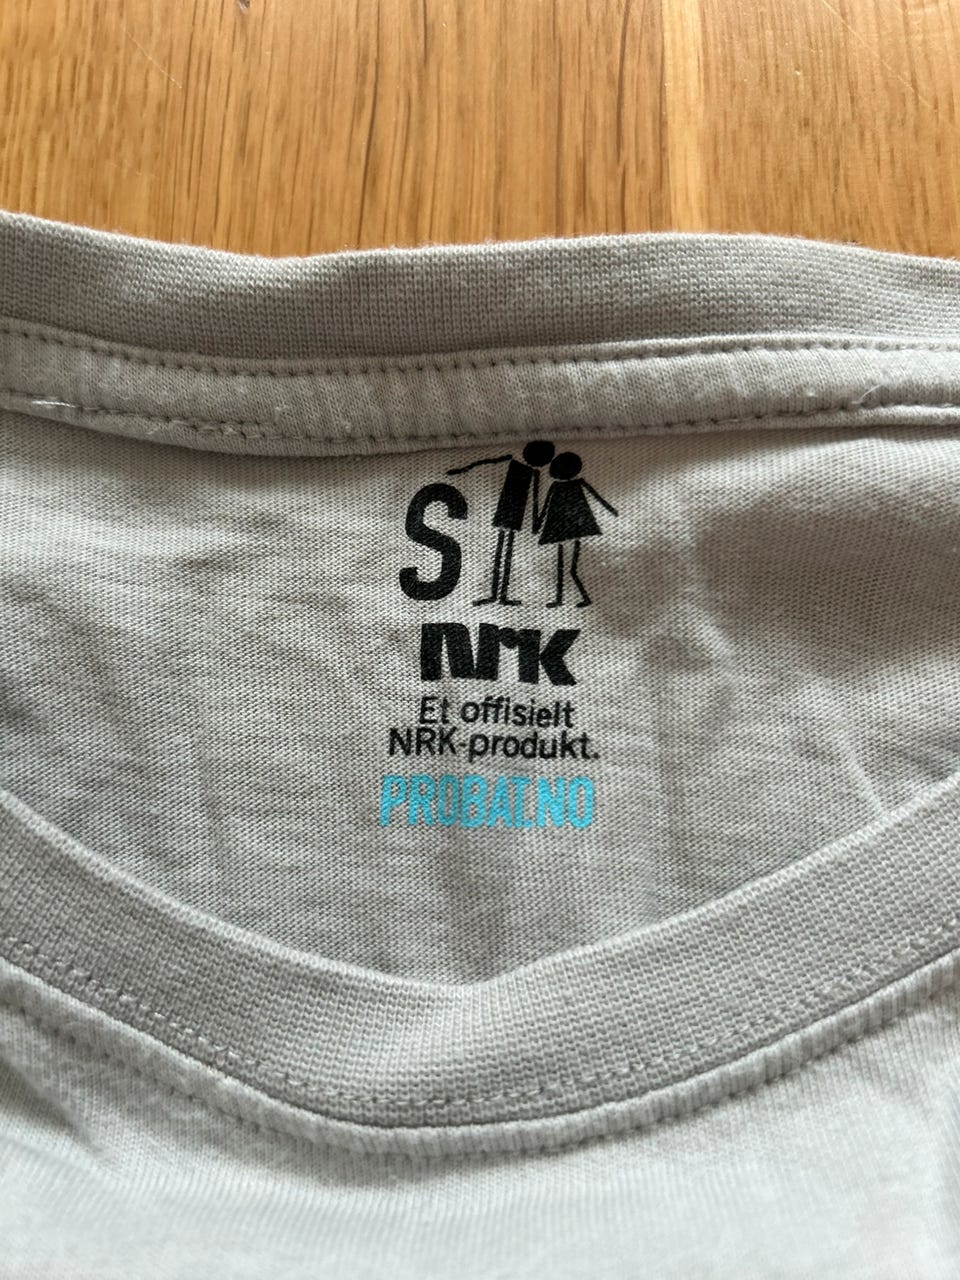 S
NRK
Et offisielt
NRK-produkt.
PROBAT.NO